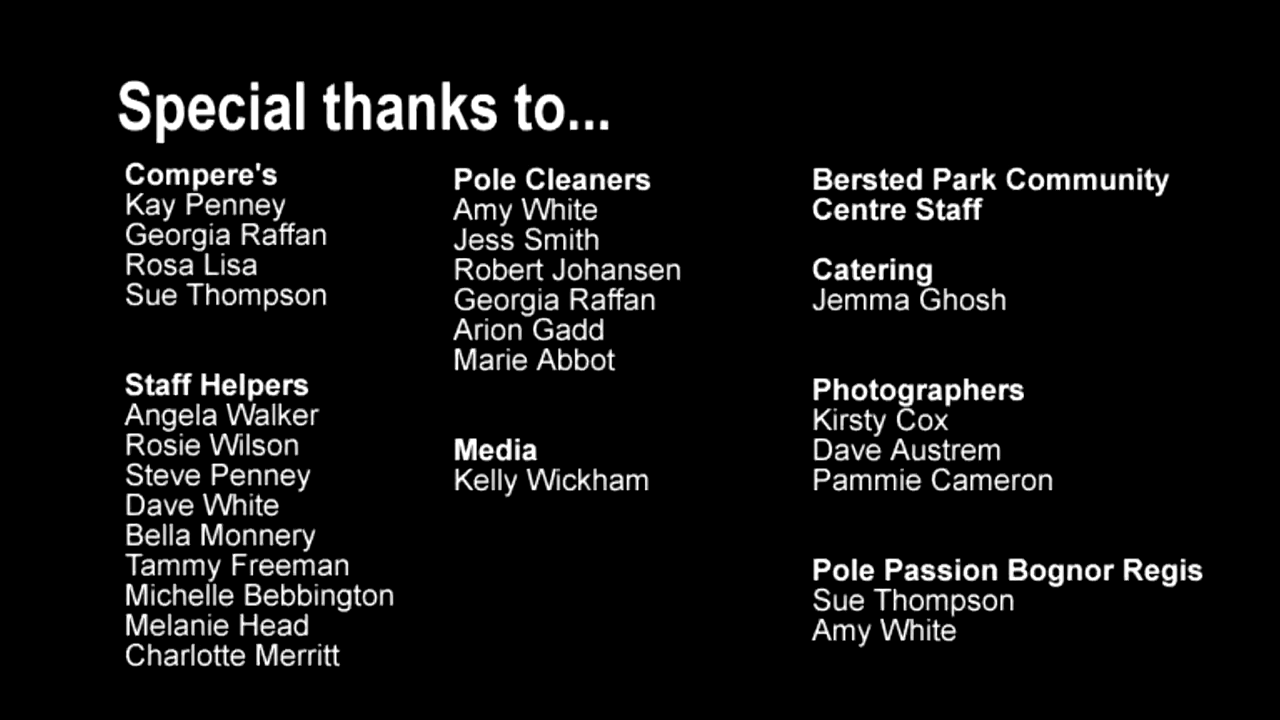 Special thanks to...
Compere's
Kay Penney
Georgia Raffan
Rosa Lisa
Sue Thompson
Staff Helpers
Angela Walker
Rosie Wilson
Steve Penney
Dave White
Bella Monnery
Tammy Freeman
Michelle Bebbington
Melanie Head
Charlotte Merritt
Pole Cleaners
Amy White
Jess Smith
Robert Johansen
Georgia Raffan
Arion Gadd
Marie Abbot
Media
Kelly Wickham
Bersted Park Community
Centre Staff
Catering
Jemma Ghosh
Photographers
Kirsty Cox
Dave Austrem
Pammie Cameron
Pole Passion Bognor Regis
Sue Thompson
Amy White